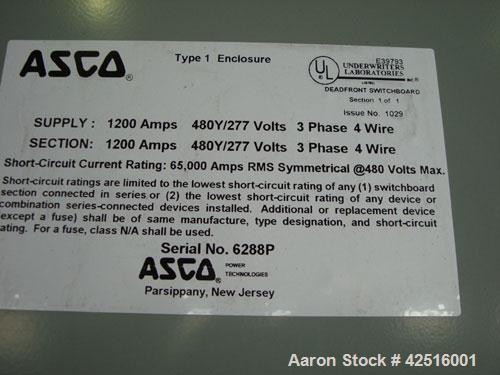 ASCO®
Type 1 Enclosure
UL
E39793
UNDERWRITERS
LABORATORIES INC.®
LISTED
DEADFRONT SWITCHBOARD
Section 1 of 1
Issue No. 1029
SUPPLY : 1200 Amps 480Y/277 Volts 3 Phase 4 Wire
SECTION: 1200 Amps 480Y/277 Volts 3 Phase 4 Wire
Short-Circuit Current Rating: 65,000 Amps RMS Symmetrical @480 Volts Max.
Short-circuit ratings are limited to the lowest short-circuit rating of any (1) switchboard
section connected in series or (2) the lowest short-circuit rating of any device or
combination series-connected devices installed. Additional or replacement device
(except a fuse) shall be of same manufacture, type designation, and short-circuit
rating. For a fuse, class N/A shall be used.
Serial No. 6288P
ASCO®
POWER
TECHNOLOGIES
Parsippany, New Jersey
Aaron Stock # 42516001